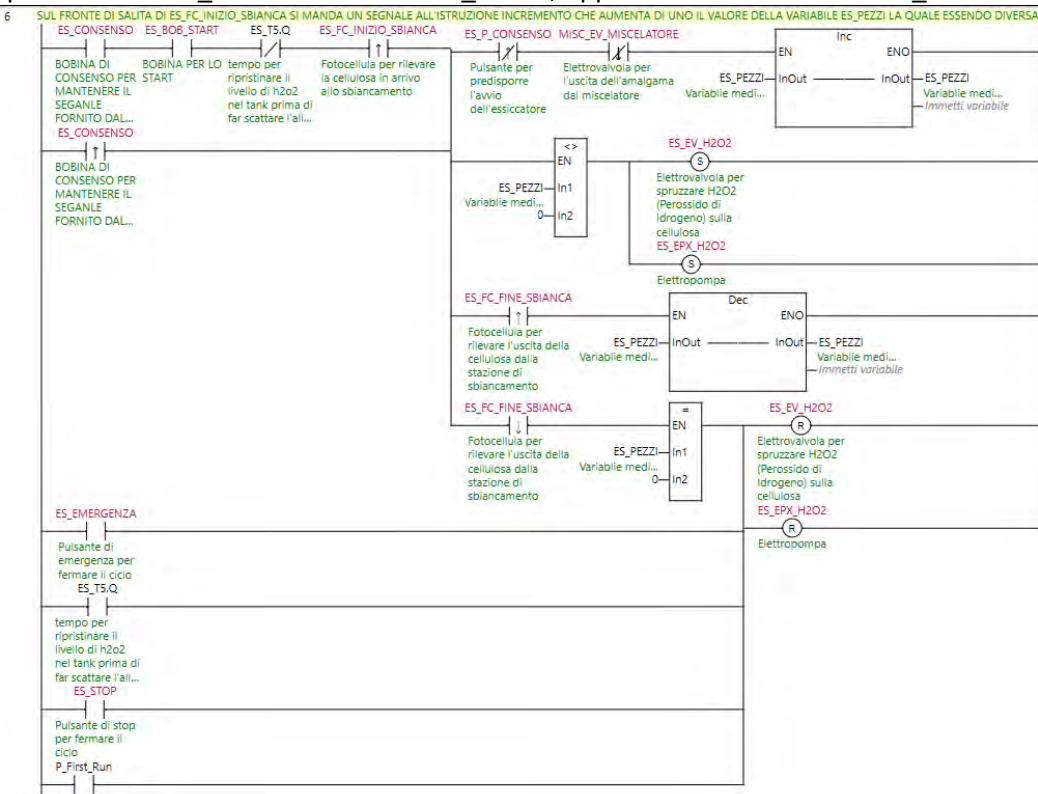 6 SUL FRONTE DI SALITA DI ES_FC_INIZIO_SBIANCA SI MANDA UN SEGNALE ALL'ISTRUZIONE INCREMENTO CHE AUMENTA DI UNO IL VALORE DELLA VARIABILE ES_PEZZI LA QUALE ESSENDO DIVERSA
ES_CONSENSO
BOBINA DI
CONSENSO PER
MANTENERE IL
SEGANLE
FORNITO DAL...
ES_BOB_START
BOBINA PER LO
START
ES_T5.Q
tempo per
ripristinare il
livello di h2o2
nel tank prima di
far scattare l'all...
ES_FC_INIZIO_SBIANCA
Fotocellula per rilevare
la cellulosa in arrivo
allo sbiancamento
ES_P_CONSENSO
Pulsante per
predisporre
l'avvio
dell'essiccatore
MISC_EV_MISCELATORE
Elettrovalvola per
l'uscita dell'amalgama
dal miscelatore
Inc
EN
ENO
ES_PEZZI
InOut
InOut
ES_PEZZI
Variabile medi...
Variabile medi...
Immetti variabile
ES_CONSENSO
BOBINA DI
CONSENSO PER
MANTENERE IL
SEGANLE
FORNITO DAL...
<>
EN
ES_PEZZI
In1
Variabile medi...
0
In2
ES_EV_H2O2
S
Elettrovalvola per
spruzzare H2O2
(Perossido di
Idrogeno) sulla
cellulosa
ES_EPX_H2O2
S
Elettropompa
ES_FC_FINE_SBIANCA
Fotocellula per
rilevare l'uscita della
cellulosa dalla
stazione di
sbiancamento
Dec
EN
ENO
ES_PEZZI
InOut
InOut
ES_PEZZI
Variabile medi...
Variabile medi...
Immetti variabile
ES_FC_FINE_SBIANCA
Fotocellula per
rilevare l'uscita della
cellulosa dalla
stazione di
sbiancamento
=
EN
ES_PEZZI
In1
Variabile medi...
0
In2
ES_EV_H2O2
R
Elettrovalvola per
spruzzare H2O2
(Perossido di
Idrogeno) sulla
cellulosa
ES_EPX_H2O2
R
Elettropompa
ES_EMERGENZA
Pulsante di
emergenza per
fermare il ciclo
ES_T5.Q
tempo per
ripristinare il
livello di h2o2
nel tank prima di
far scattare l'all...
ES_STOP
Pulsante di stop
per fermare il
ciclo
P_First_Run